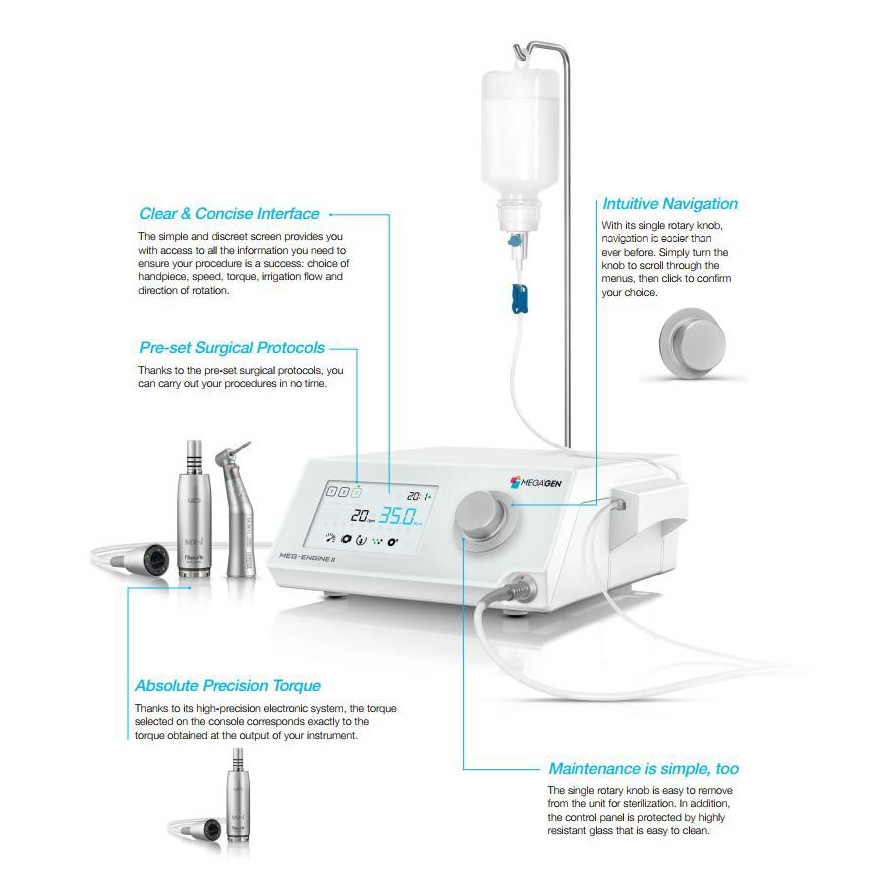 Clear & Concise Interface
The simple and discreet screen provides you
with access to all the information you need to
ensure your procedure is a success: choice of
handpiece, speed, torque, irrigation flow and
direction of rotation.
Pre-set Surgical Protocols
Thanks to the pre-set surgical protocols, you
can carry out your procedures in no time.
Intuitive Navigation
With its single rotary knob,
navigation is easier than
ever before. Simply turn the
knob to scroll through the
menus, then click to confirm
your choice.
MEGAGEN
20:1
20 35.0
MEG-ENGINE II
LED
MX-i
Absolute Precision Torque
Thanks to its high-precision electronic system, the torque
selected on the console corresponds exactly to the
torque obtained at the output of your instrument.
Maintenance is simple, too
The single rotary knob is easy to remove
from the unit for sterilization. In addition,
the control panel is protected by highly
resistant glass that is easy to clean.